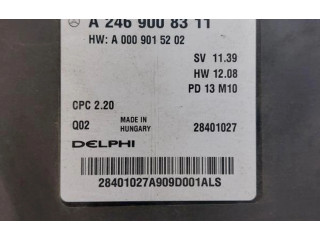 A 246 900 83 11
HW: A 000 901 52 02
SV 11.39
HW 12.08
PD 13 M10
CPC 2.20
Q02
MADE IN
HUNGARY
28401027
DELPHI
28401027A909D001ALS